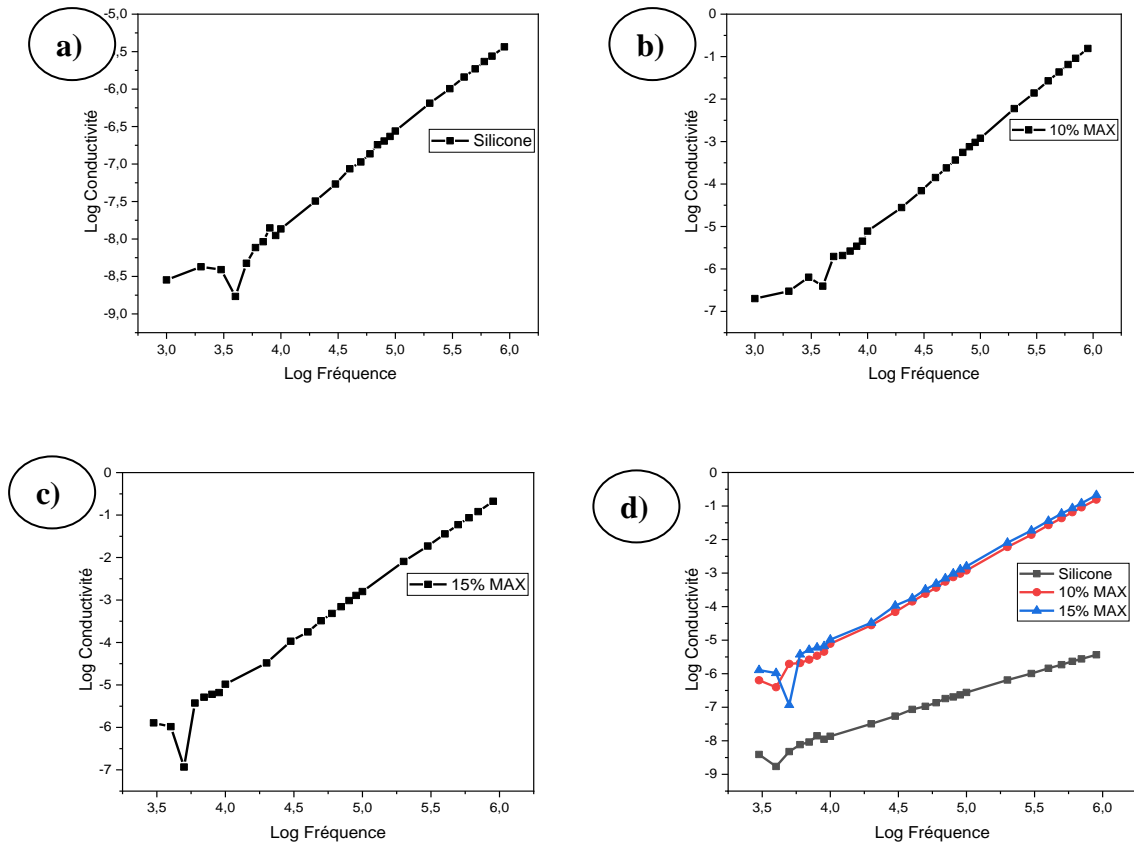 a)
-5,0
,5
-6,0
-6,5
-7,0
-7,5
-8,0
-8,5
-9,0
Log Conductivité
Silicone
3,0 3,5 4,0 4,5 5,0 5,5 6,0
Log Fréquence
b)
0
-1
-2
-3
-4
-5
-6
-7
Log Conductivité
10% MAX
3,0 3,5 4,0 4,5 5,0 5,5 6,0
Log Fréquence
c)
0
-1
-2
-3
-4
-5
-6
-7
Log Conductivité
15% MAX
3,5 4,0 4,5 5,0 5,5 6,0
Log Fréquence
d)
0
-1
-2
-3
-4
-5
-6
-7
-8
-9
Log Conductivité
Silicone
10% MAX
15% MAX
3,5 4,0 4,5 5,0 5,5 6,0
Log Fréquence